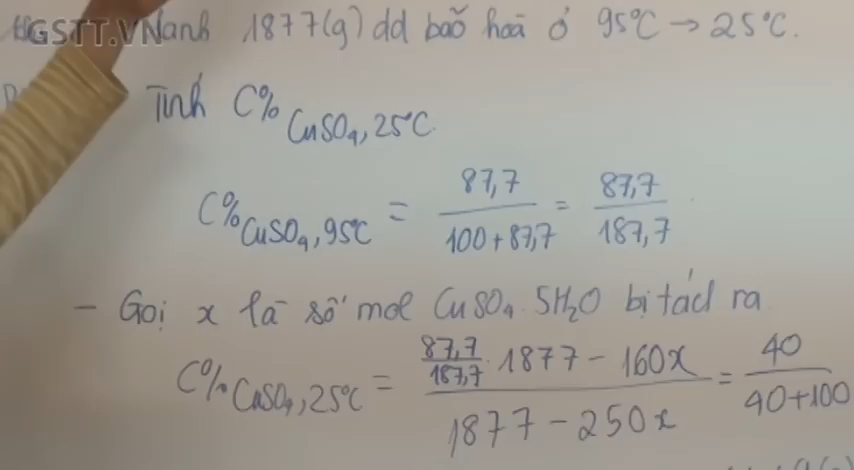 GSTT.VN lạnh 1877(g) dd bão hoà ở 95°C → 25°C.
Tính C% CuSO4, 25°C
C% CuSO4, 95°C = 87,7 / 100+87,7 = 87,7 / 187,7
- Gọi x là số mol CuSO4.5H2O bị tách ra
C% CuSO4, 25°C = (87,7/187,7 . 1877 - 160x) / (1877 - 250x) = 40 / 40+100